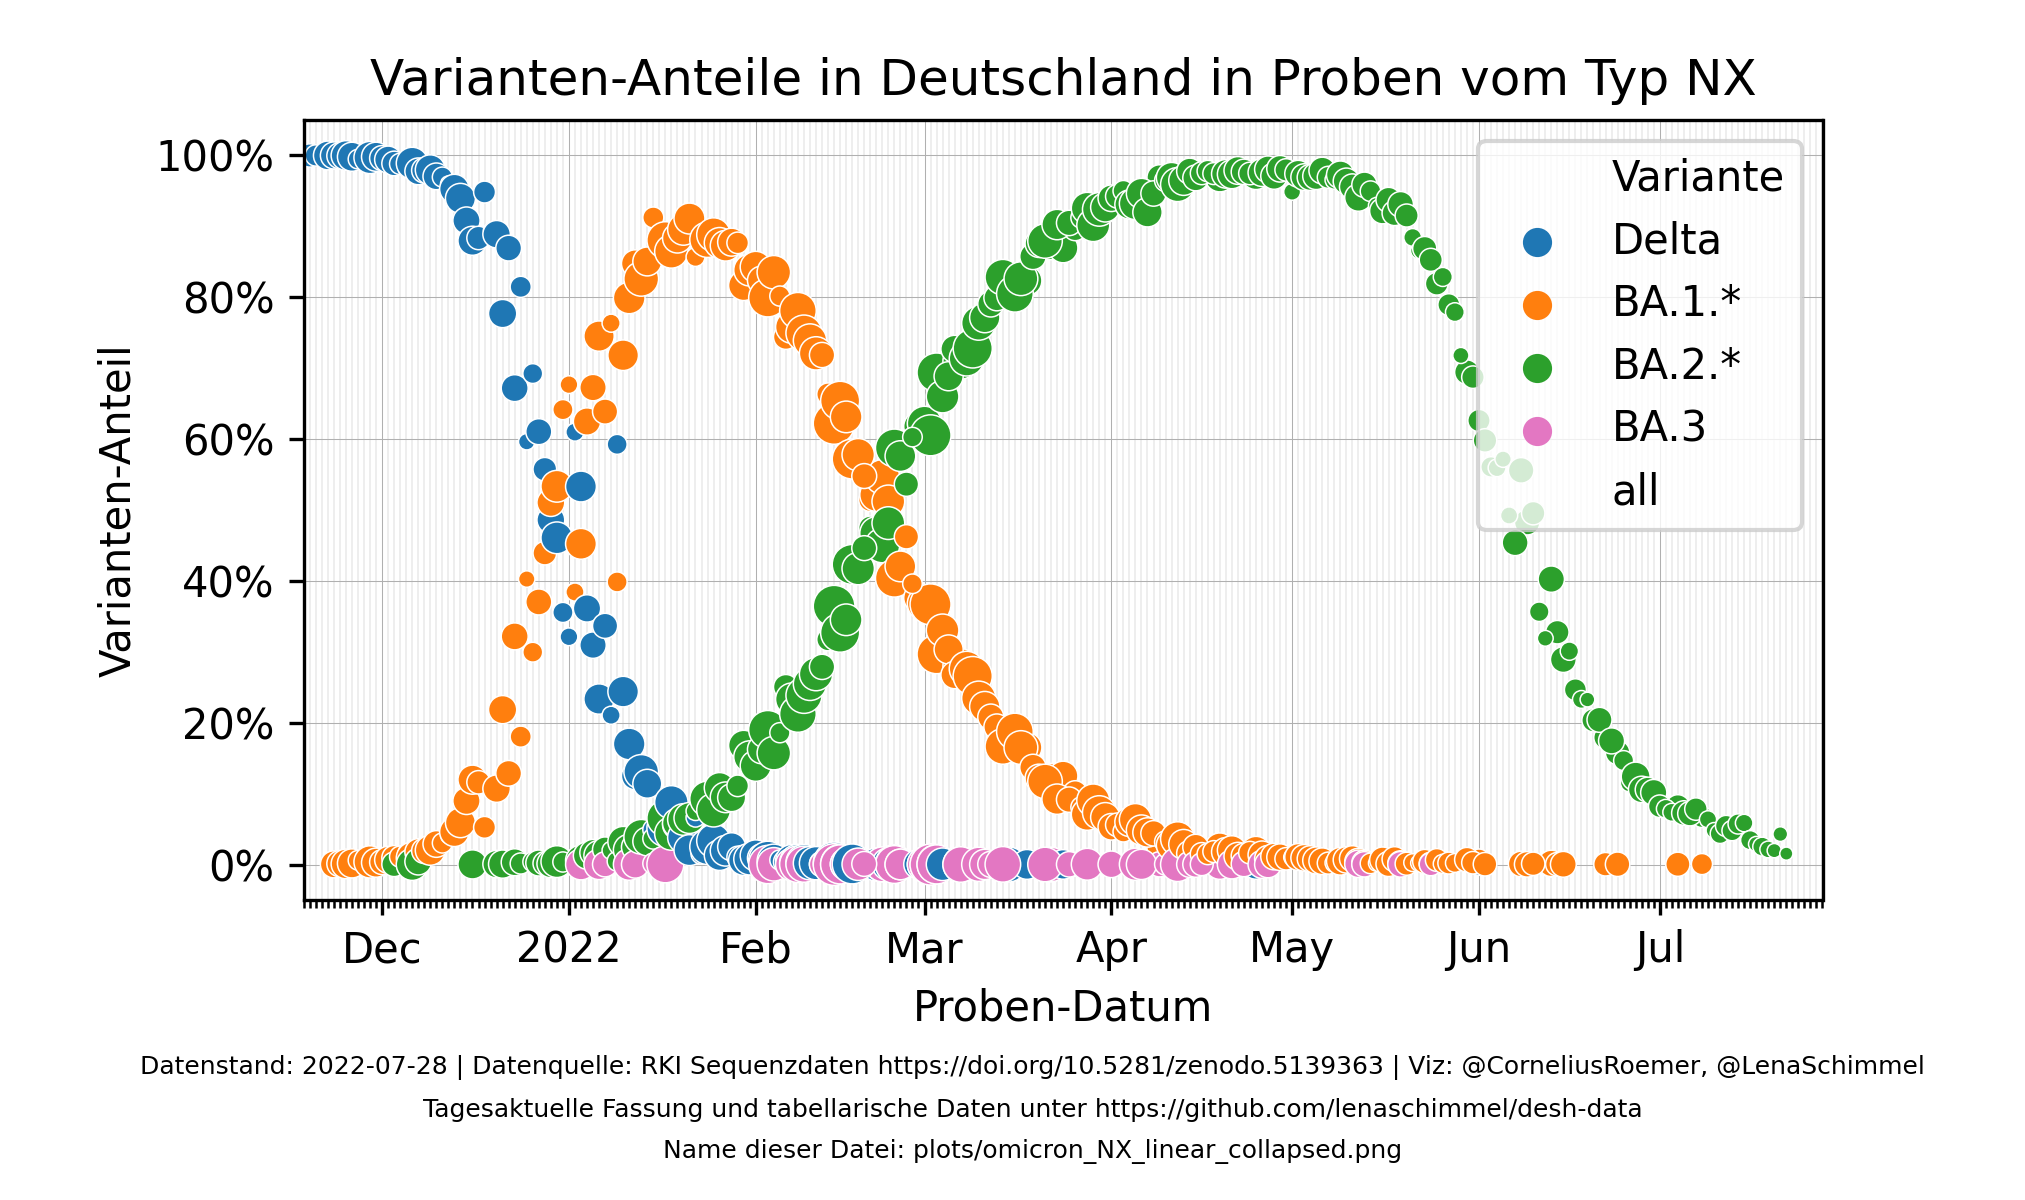 Varianten-Anteile in Deutschland in Proben vom Typ NX
100%
80%
60%
40%
20%
0%
Varianten-Anteil
Variante
Delta
BA.1.*
BA.2.*
BA.3
all
Dec 2022 Feb Mar Apr May Jun Jul
Proben-Datum
Datenstand: 2022-07-28 | Datenquelle: RKI Sequenzdaten https://doi.org/10.5281/zenodo.5139363 | Viz: @CorneliusRoemer, @LenaSchimmel
Tagesaktuelle Fassung und tabellarische Daten unter https://github.com/lenaschimmel/desh-data
Name dieser Datei: plots/omicron_NX_linear_collapsed.png